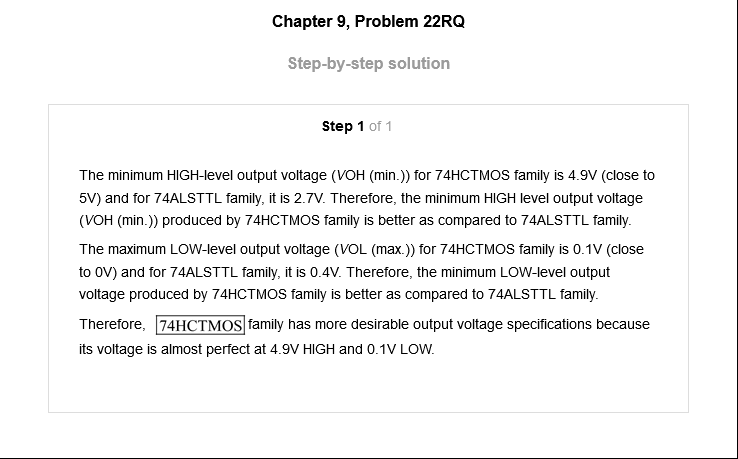 Chapter 9, Problem 22RQ
Step-by-step solution
Step 1 of 1
The minimum HIGH-level output voltage (VOH (min.)) for 74HCTMOS family is 4.9V (close to
5V) and for 74ALSTTL family, it is 2.7V. Therefore, the minimum HIGH level output voltage
(VOH (min.)) produced by 74HCTMOS family is better as compared to 74ALSTTL family.
The maximum LOW-level output voltage (VOL (max.)) for 74HCTMOS family is 0.1V (close
to 0V) and for 74ALSTTL family, it is 0.4V. Therefore, the minimum LOW-level output
voltage produced by 74HCTMOS family is better as compared to 74ALSTTL family.
Therefore, 74HCTMOS family has more desirable output voltage specifications because
its voltage is almost perfect at 4.9V HIGH and 0.1V LOW.